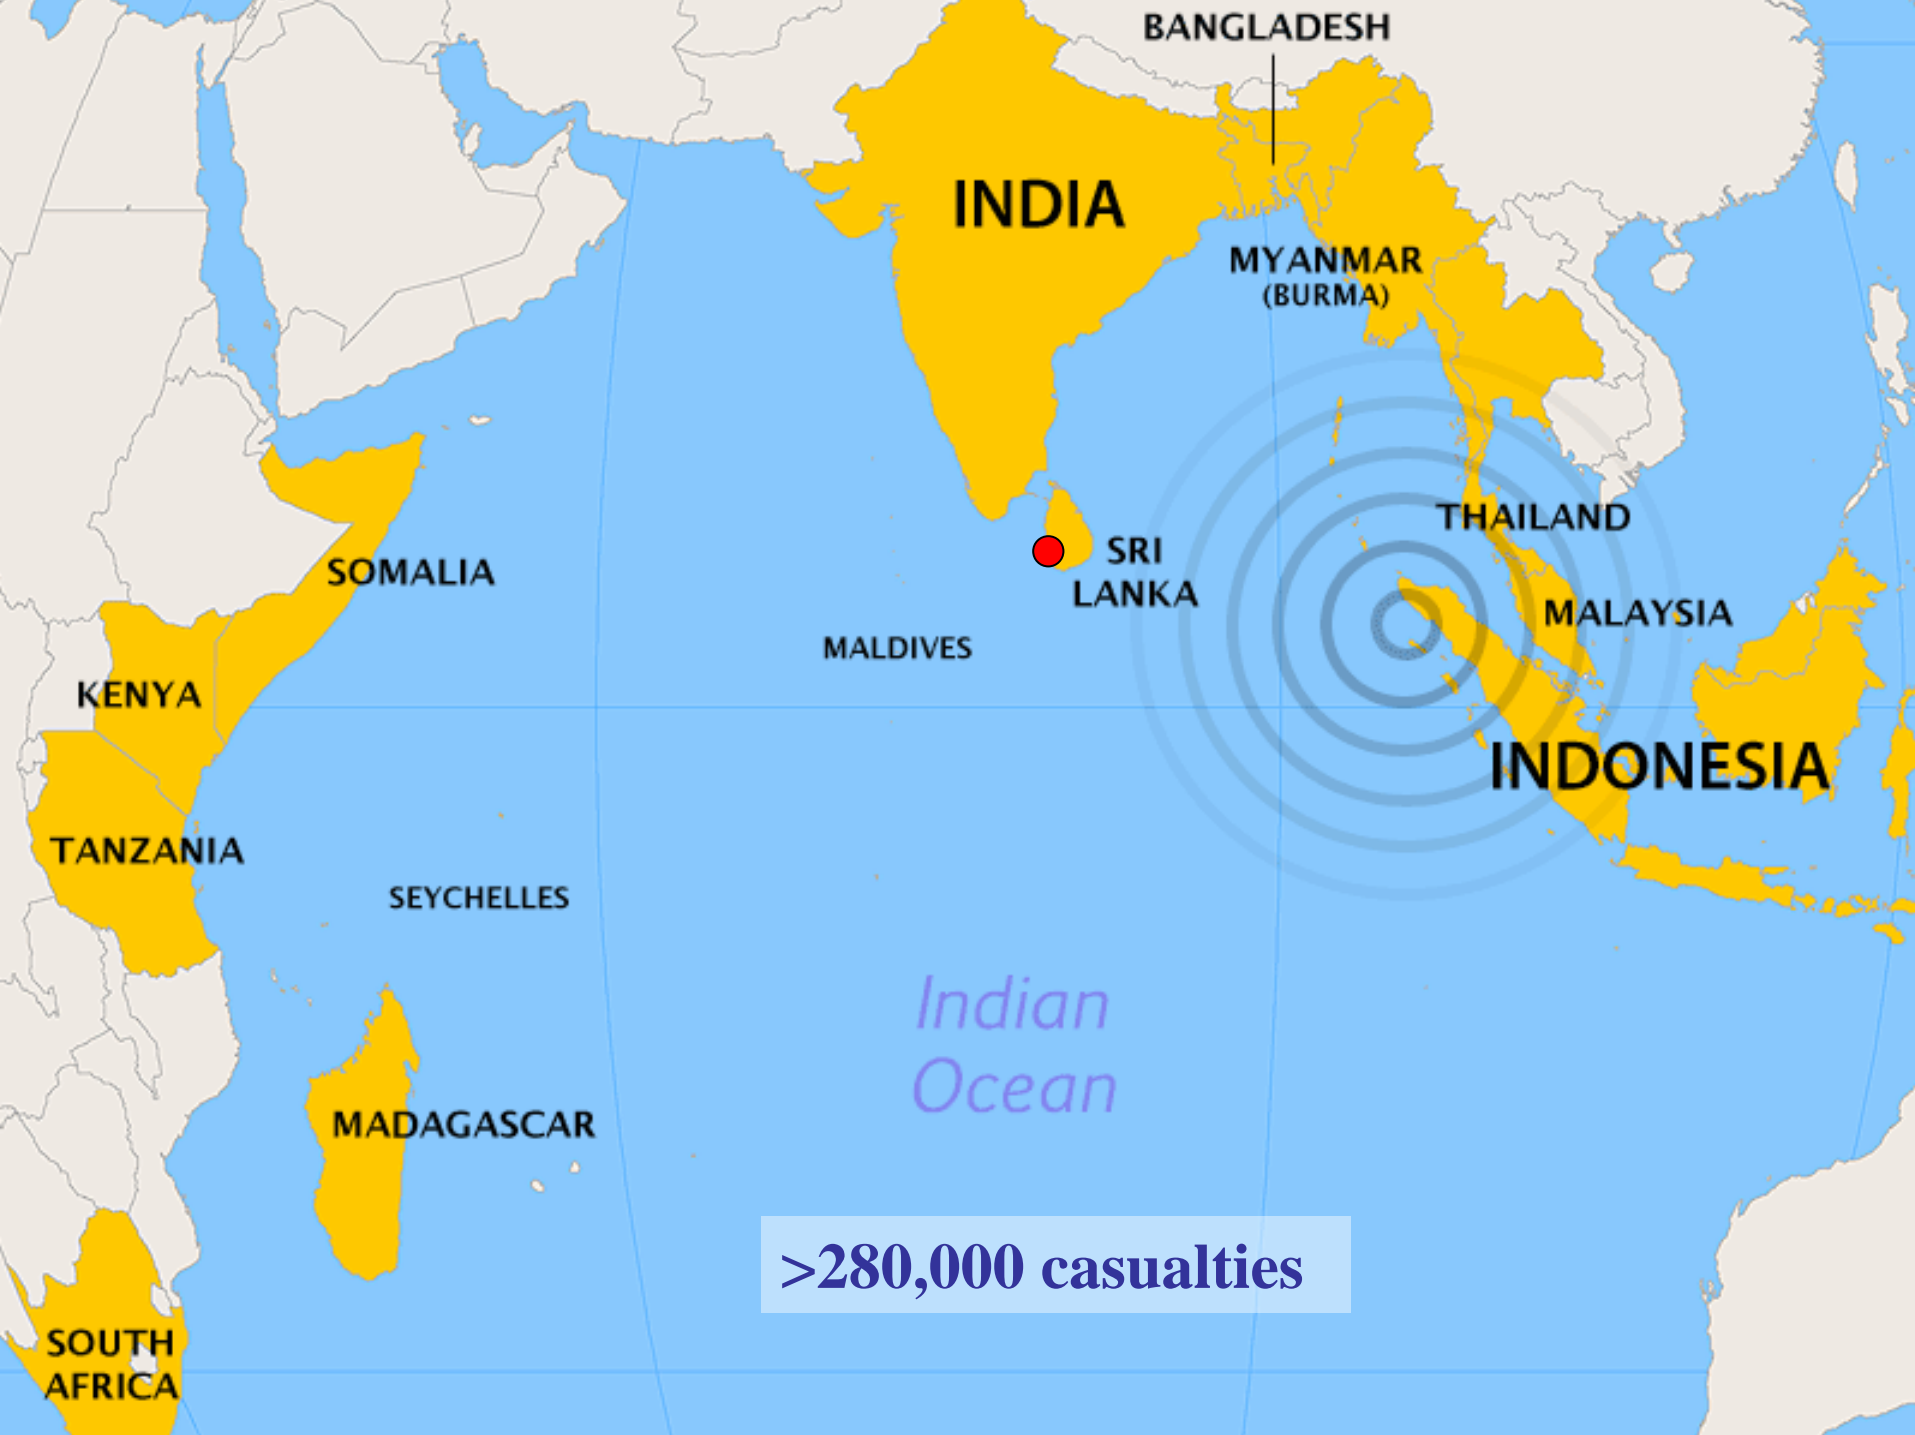 BANGLADESH
INDIA
MYANMAR
(BURMA)
THAILAND
SRI
LANKA
SOMALIA
MALAYSIA
MALDIVES
KENYA
INDONESIA
TANZANIA
SEYCHELLES
Indian
Ocean
MADAGASCAR
>280,000 casualties
SOUTH
AFRICA